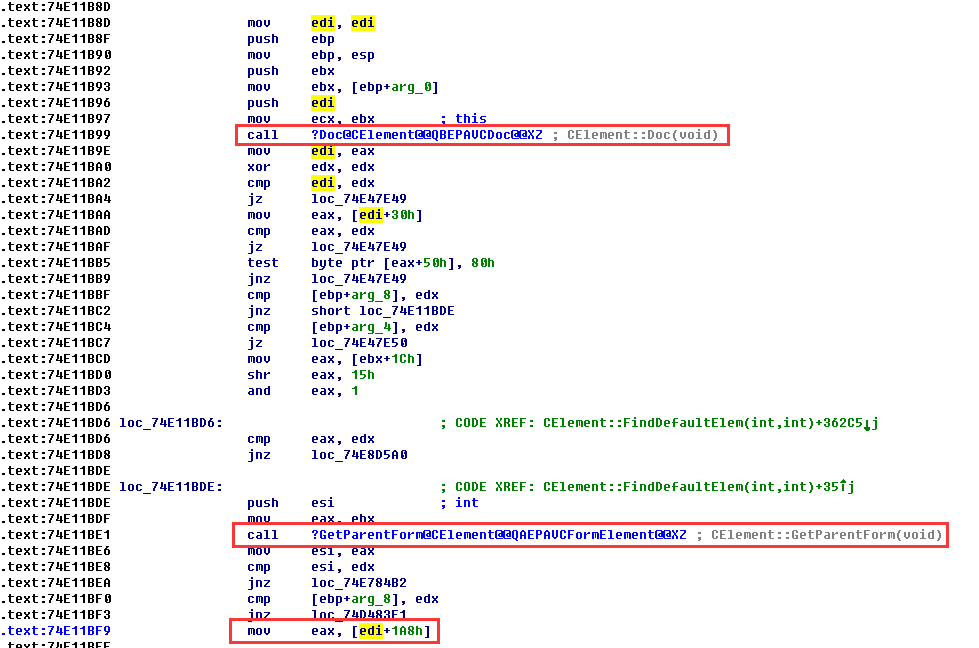 .text:74E11B8D
.text:74E11B8D mov edi, edi
.text:74E11B8F push ebp
.text:74E11B90 mov ebp, esp
.text:74E11B92 push ebx
.text:74E11B93 mov ebx, [ebp+arg_0]
.text:74E11B96 push edi
.text:74E11B97 mov ecx, ebx ; this
.text:74E11B99 call ?Doc@CElement@@QBEPAVCDoc@@XZ ; CElement::Doc(void)
.text:74E11B9E mov edi, eax
.text:74E11BA0 xor edx, edx
.text:74E11BA2 cmp edi, edx
.text:74E11BA4 jz loc_74E47E49
.text:74E11BAA mov eax, [edi+30h]
.text:74E11BAD cmp eax, edx
.text:74E11BAF jz loc_74E47E49
.text:74E11BB5 test byte ptr [eax+50h], 80h
.text:74E11BB9 jnz loc_74E47E49
.text:74E11BBF cmp [ebp+arg_8], edx
.text:74E11BC2 jnz short loc_74E11BDE
.text:74E11BC4 cmp [ebp+arg_4], edx
.text:74E11BC7 jz loc_74E47E50
.text:74E11BCD mov eax, [ebx+1Ch]
.text:74E11BD0 shr eax, 15h
.text:74E11BD3 and eax, 1
.text:74E11BD6
.text:74E11BD6 loc_74E11BD6: ; CODE XREF: CElement::FindDefaultElem(int,int)+362C5↓j
.text:74E11BD6 cmp eax, edx
.text:74E11BD8 jnz loc_74E8D5A0
.text:74E11BDE
.text:74E11BDE loc_74E11BDE: ; CODE XREF: CElement::FindDefaultElem(int,int)+35↑j
.text:74E11BDE push esi ; int
.text:74E11BDF mov eax, ebx
.text:74E11BE1 call ?GetParentForm@CElement@@QAEPAVCFormElement@@XZ ; CElement::GetParentForm(void)
.text:74E11BE6 mov esi, eax
.text:74E11BE8 cmp esi, edx
.text:74E11BEA jnz loc_74E784B2
.text:74E11BF0 cmp [ebp+arg_8], edx
.text:74E11BF3 jnz loc_74D483F1
.text:74E11BF9 mov eax, [edi+1A8h]